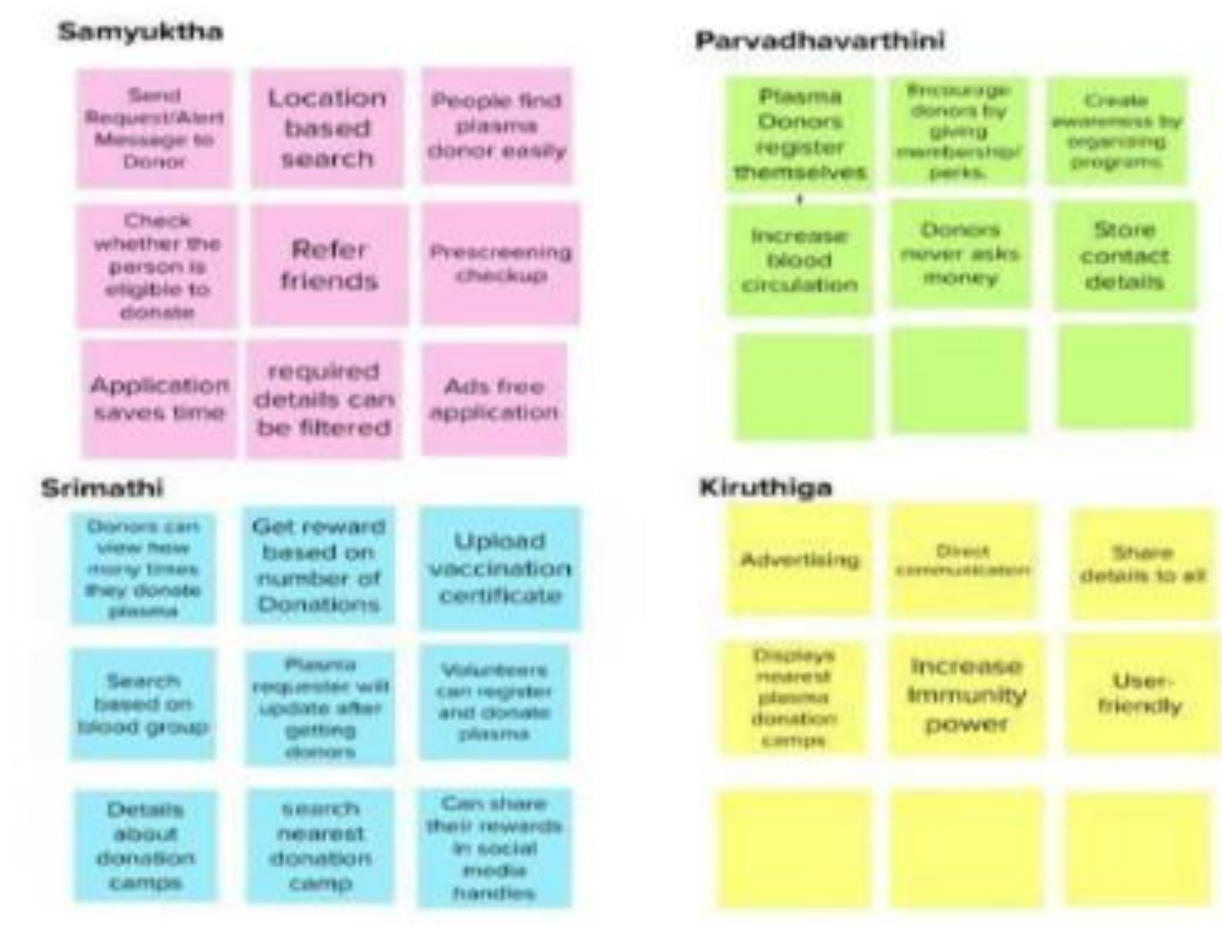 Samyuktha
Send
Request/Alert
Message to
Donor
Location
based
search
People find
plasma
donor easily
Check
whether the
person is
eligible to
donate
Refer
friends
Prescreening
checkup
Application
saves time
required
details can
be filtered
Ads free
application
Parvadhavarthini
Plasma
Donors
register
themselves
Encourage
donors by
giving
membership/
perks.
Create
awareness by
organizing
programs
Increase
blood
circulation
Donors
never asks
money
Store
contact
details
Srimathi
Donors can
view how
many times
they donate
plasma
Get reward
based on
number of
Donations
Upload
vaccination
certificate
Search
based on
blood group
Plasma
requester will
update after
getting
donors
Volunteers
can register
and donate
plasma
Details
about
donation
camps
search
nearest
donation
camp
Can share
their rewards
in social
media
handles
Kiruthiga
Advertising
Direct
communication
Share
details to all
Displays
nearest
plasma
donation
camps
Increase
Immunity
power
User-
friendly